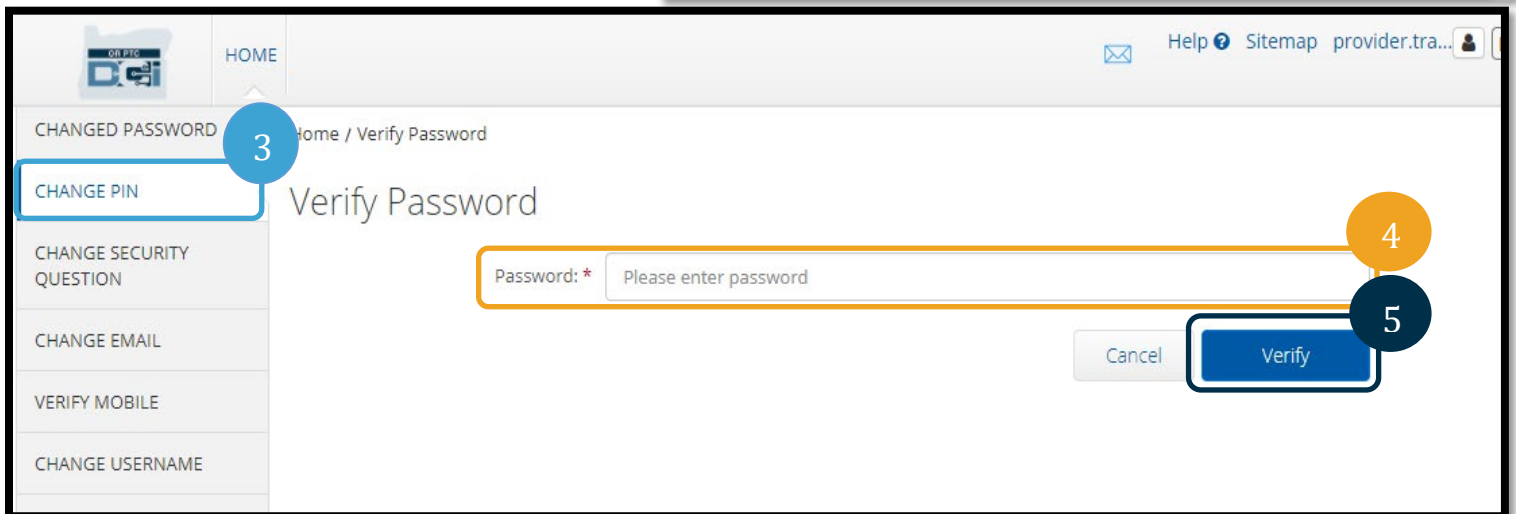 OR PTC
DCi
HOME
Help ? Sitemap provider.tra...
CHANGED PASSWORD
3
Home / Verify Password
CHANGE PIN
Verify Password
4
CHANGE SECURITY
QUESTION
Password: * Please enter password
5
CHANGE EMAIL
Cancel Verify
VERIFY MOBILE
CHANGE USERNAME